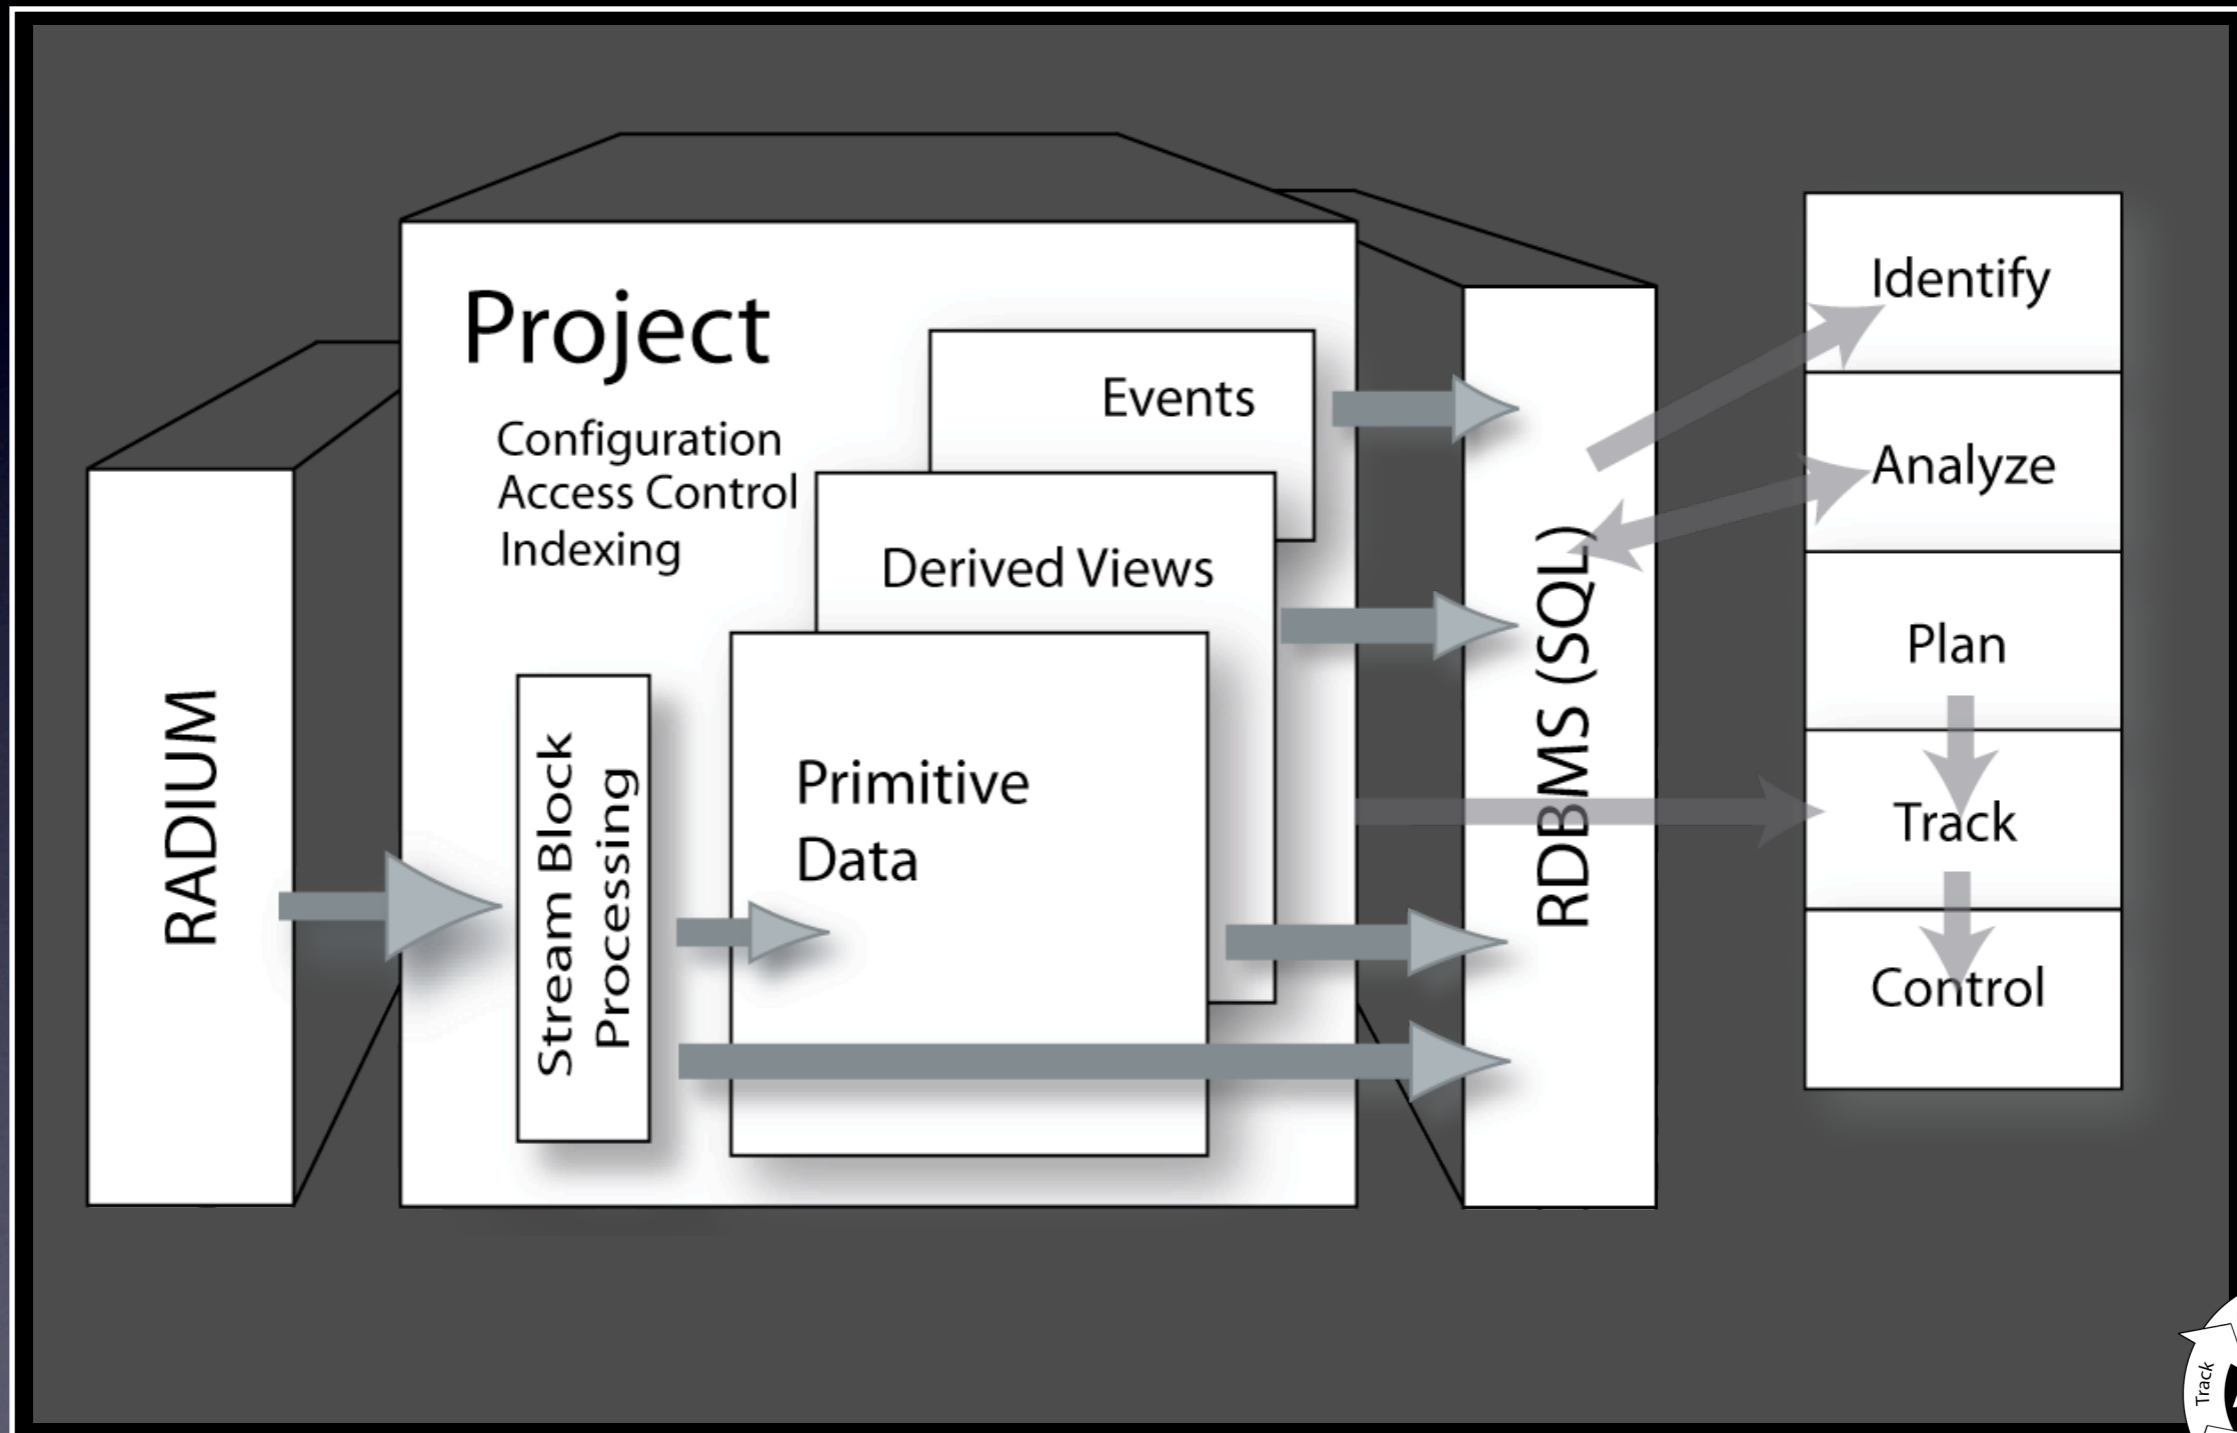 Project
Configuration
Access Control
Indexing
Events
Derived Views
Primitive
Data
Stream Block
Processing
RADIUM
RDBMS (SQL)
Identify
Analyze
Plan
Track
Control
Track